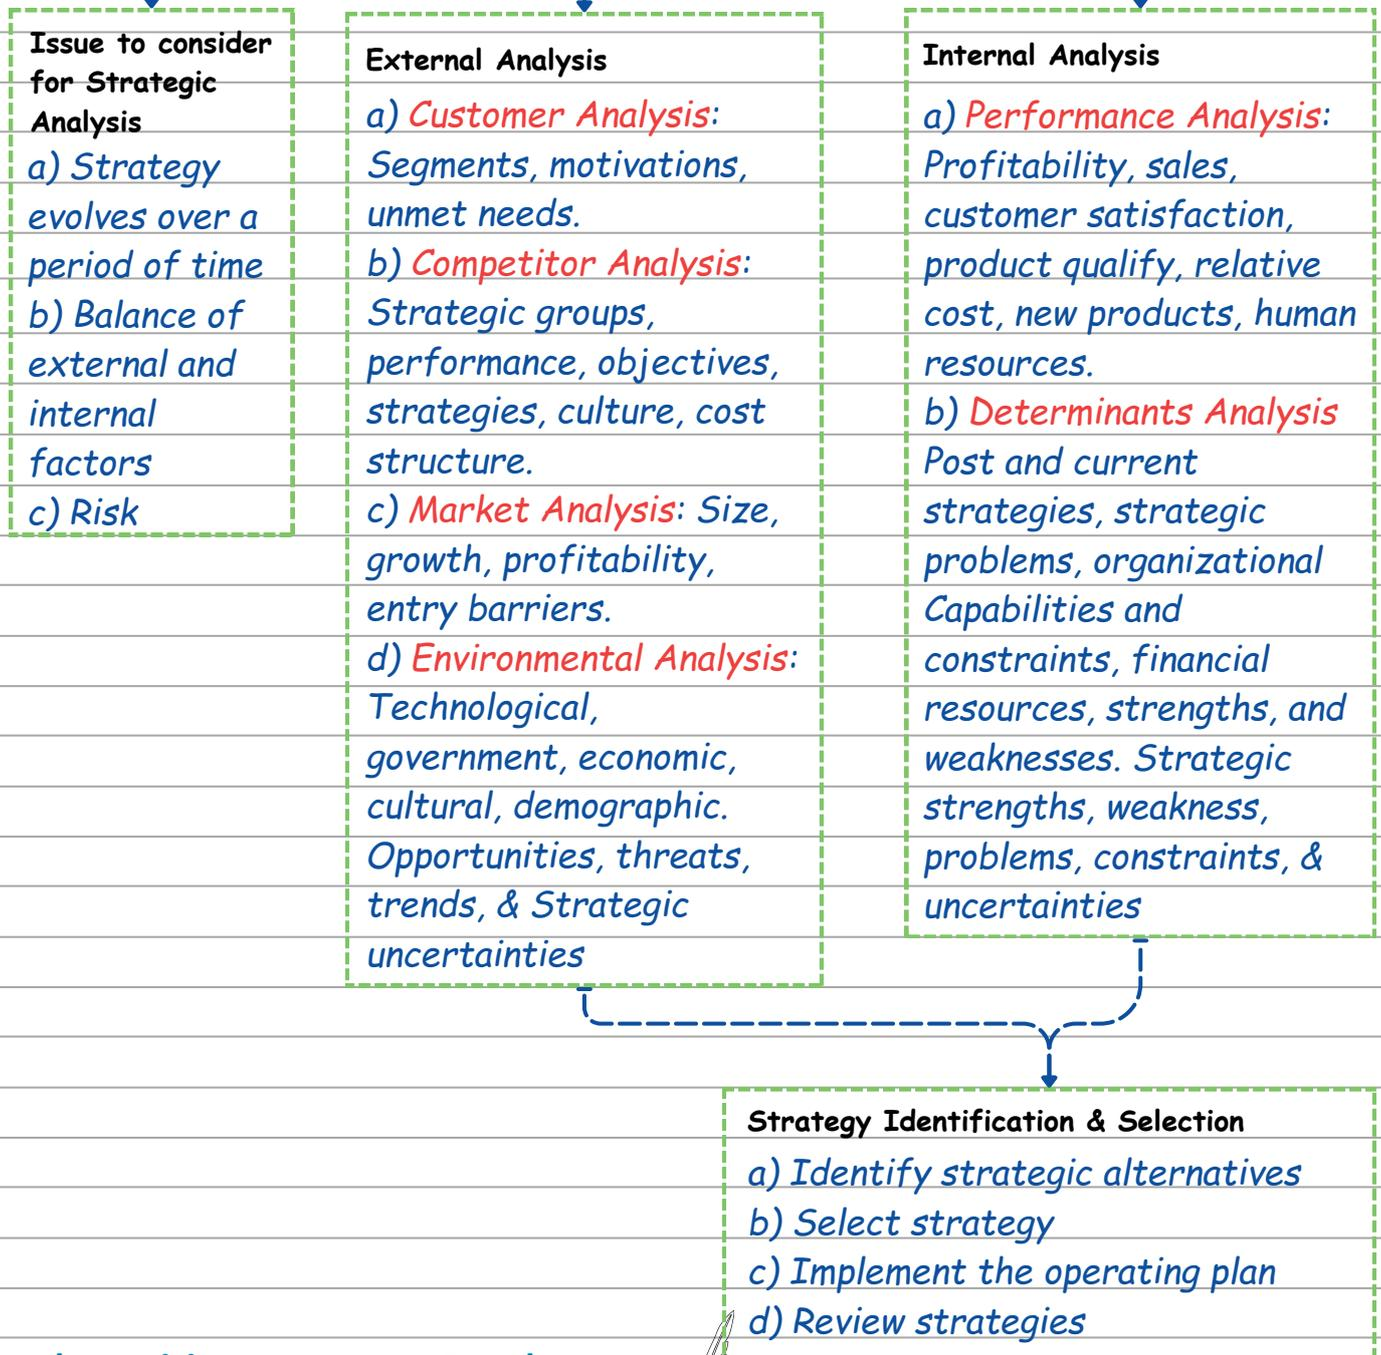 Issue to consider
for Strategic
Analysis
a) Strategy
evolves over a
period of time
b) Balance of
external and
internal
factors
c) Risk
External Analysis
a) Customer Analysis:
Segments, motivations,
unmet needs.
b) Competitor Analysis:
Strategic groups,
performance, objectives,
strategies, culture, cost
structure.
c) Market Analysis: Size,
growth, profitability,
entry barriers.
d) Environmental Analysis:
Technological,
government, economic,
cultural, demographic.
Opportunities, threats,
trends, & Strategic
uncertainties
Internal Analysis
a) Performance Analysis:
Profitability, sales,
customer satisfaction,
product qualify, relative
cost, new products, human
resources.
b) Determinants Analysis
Post and current
strategies, strategic
problems, organizational
Capabilities and
constraints, financial
resources, strengths, and
weaknesses. Strategic
strengths, weakness,
problems, constraints, &
uncertainties
Strategy Identification & Selection
a) Identify strategic alternatives
b) Select strategy
c) Implement the operating plan
d) Review strategies